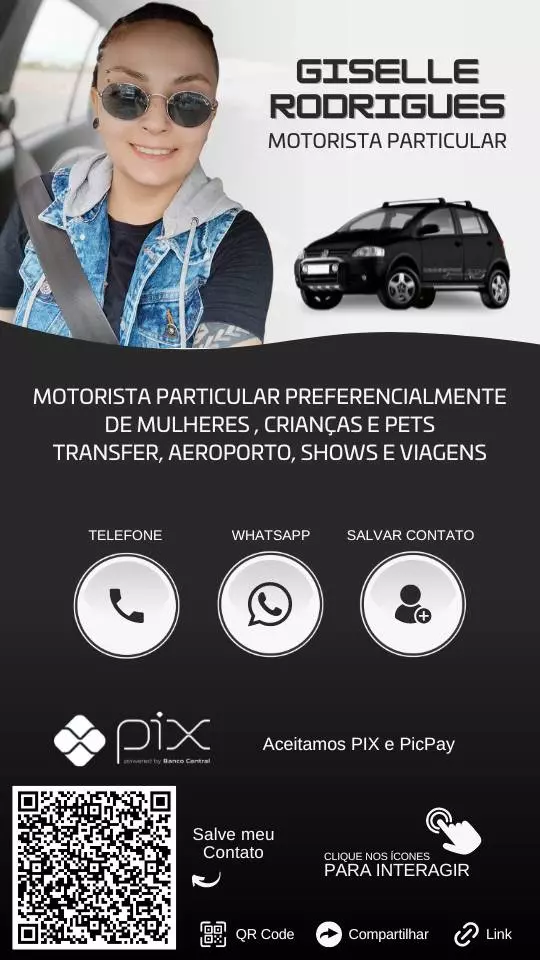 GISELLE
RODRIGUES
MOTORISTA PARTICULAR
MOTORISTA PARTICULAR PREFERENCIALMENTE
DE MULHERES , CRIANÇAS E PETS
TRANSFER, AEROPORTO, SHOWS E VIAGENS
TELEFONE
WHATSAPP
SALVAR CONTATO
pix
powered by Banco Central
Aceitamos PIX e PicPay
Salve meu
Contato
CLIQUE NOS ÍCONES
PARA INTERAGIR
QR Code
Compartilhar
Link